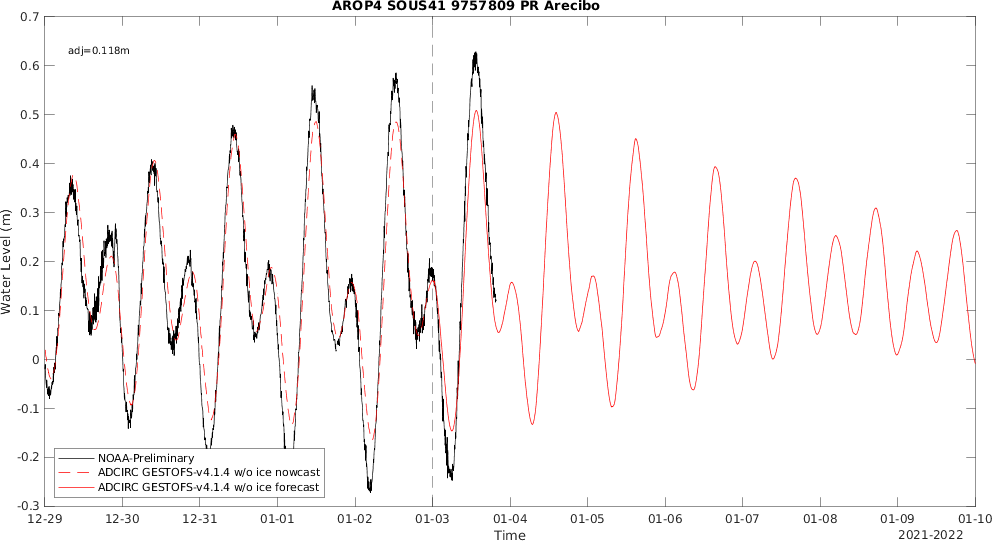 AROP4 SOUS41 9757809 PR Arecibo
adj=0.118m
0.7
0.6
0.5
0.4
0.3
0.2
0.1
0
-0.1
-0.2
-0.3
Water Level (m)
NOAA-Preliminary
ADCIRC GESTOFS-v4.1.4 w/o ice nowcast
ADCIRC GESTOFS-v4.1.4 w/o ice forecast
12-29 12-30 12-31 01-01 01-02 01-03 01-04 01-05 01-06 01-07 01-08 01-09 01-10
Time
2021-2022